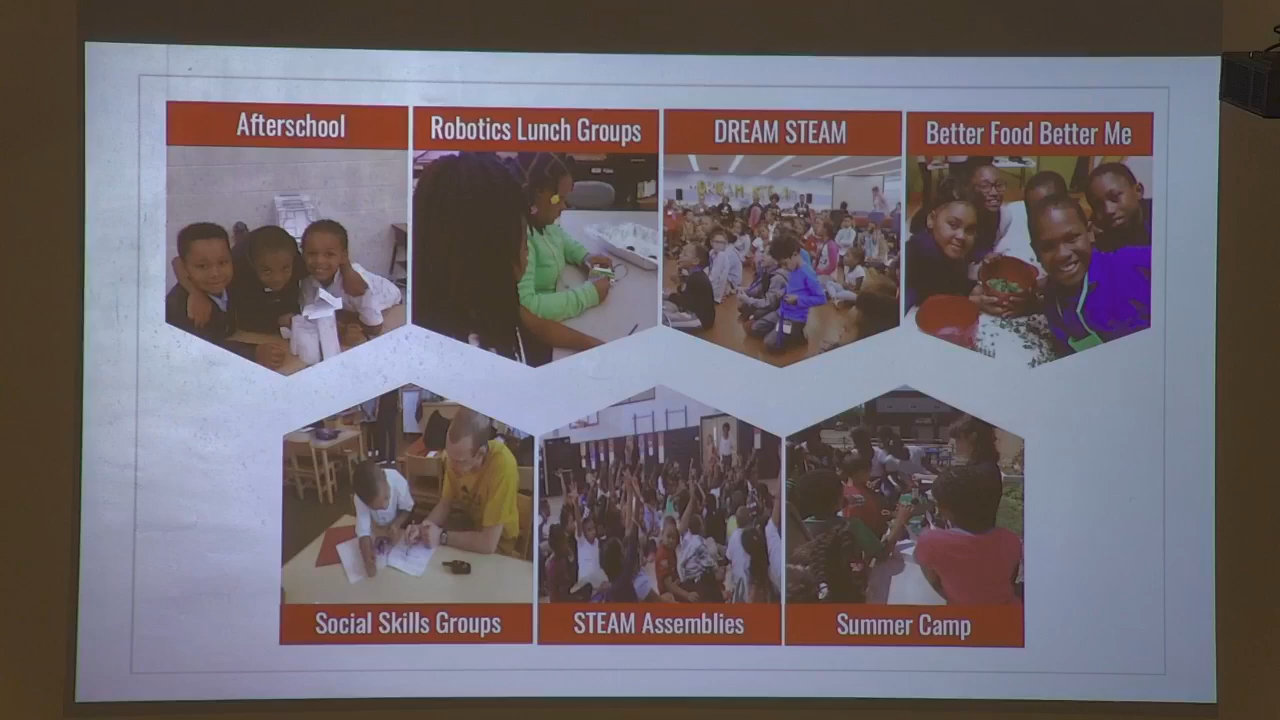 Afterschool
Robotics Lunch Groups
DREAM STEAM
Better Food Better Me
Social Skills Groups
STEAM Assemblies
Summer Camp